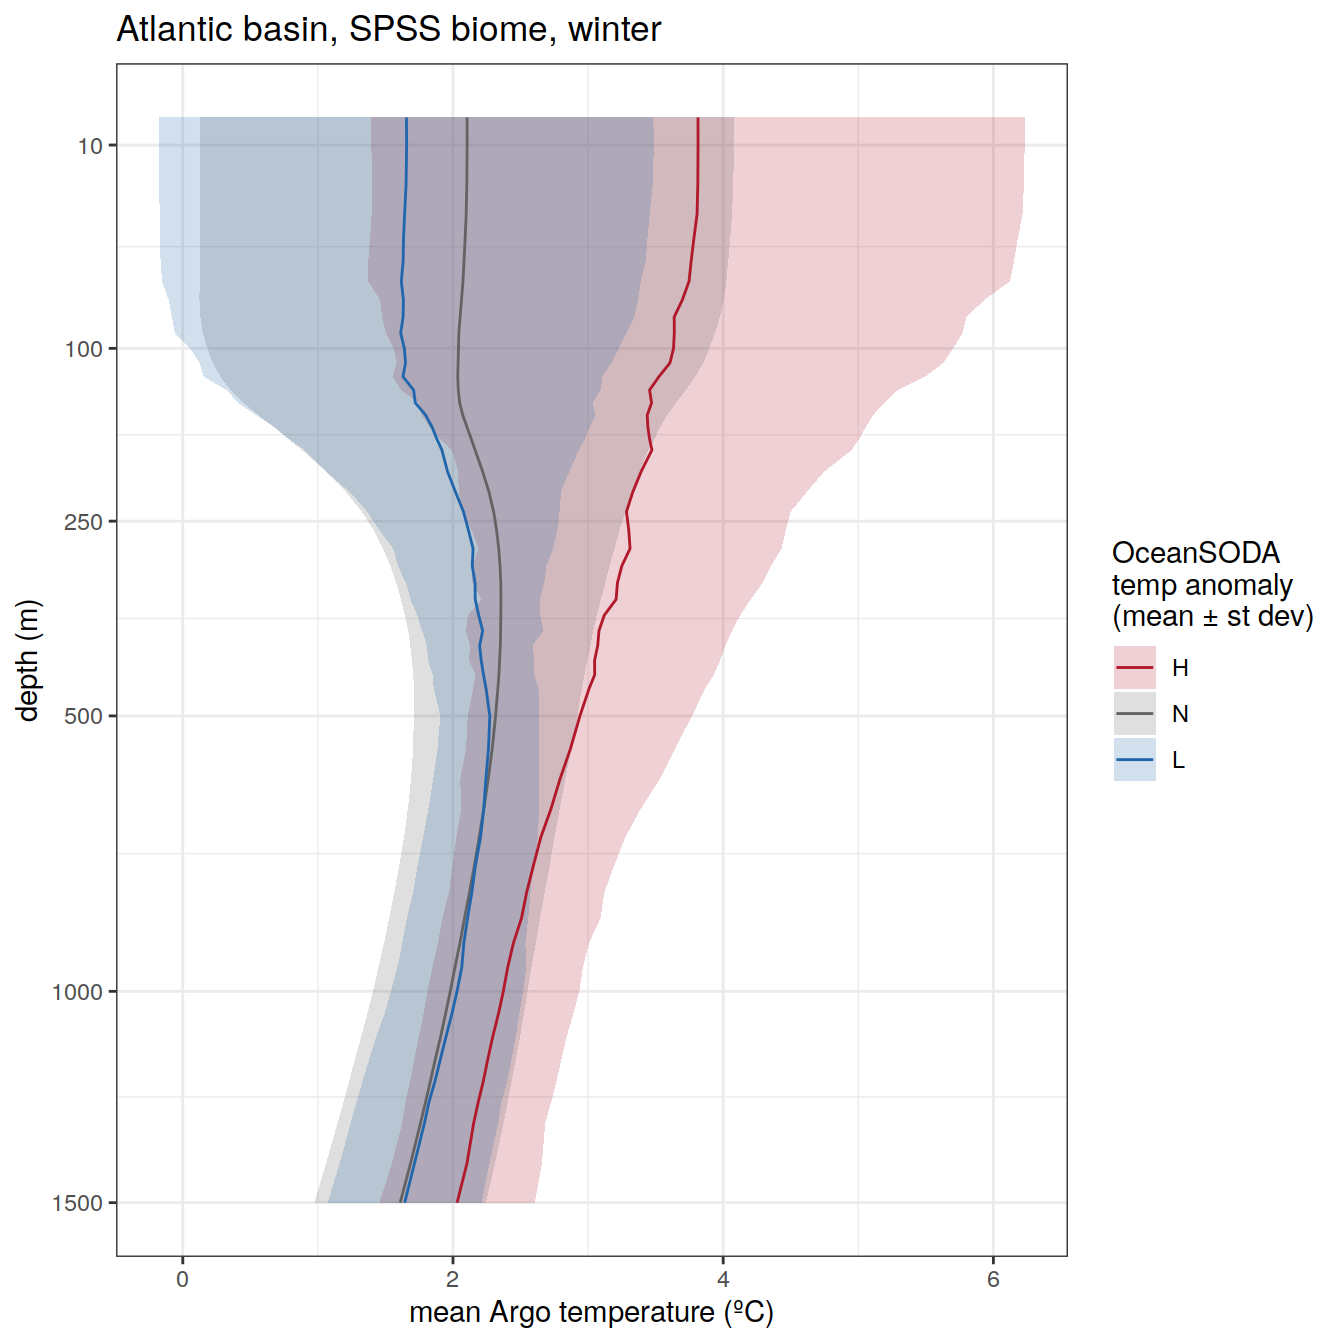 Atlantic basin, SPSS biome, winter
10
100
250
500
1000
1500
depth (m)
0
2
4
6
mean Argo temperature (ºC)
OceanSODA
temp anomaly
(mean ± st dev)
H
N
L